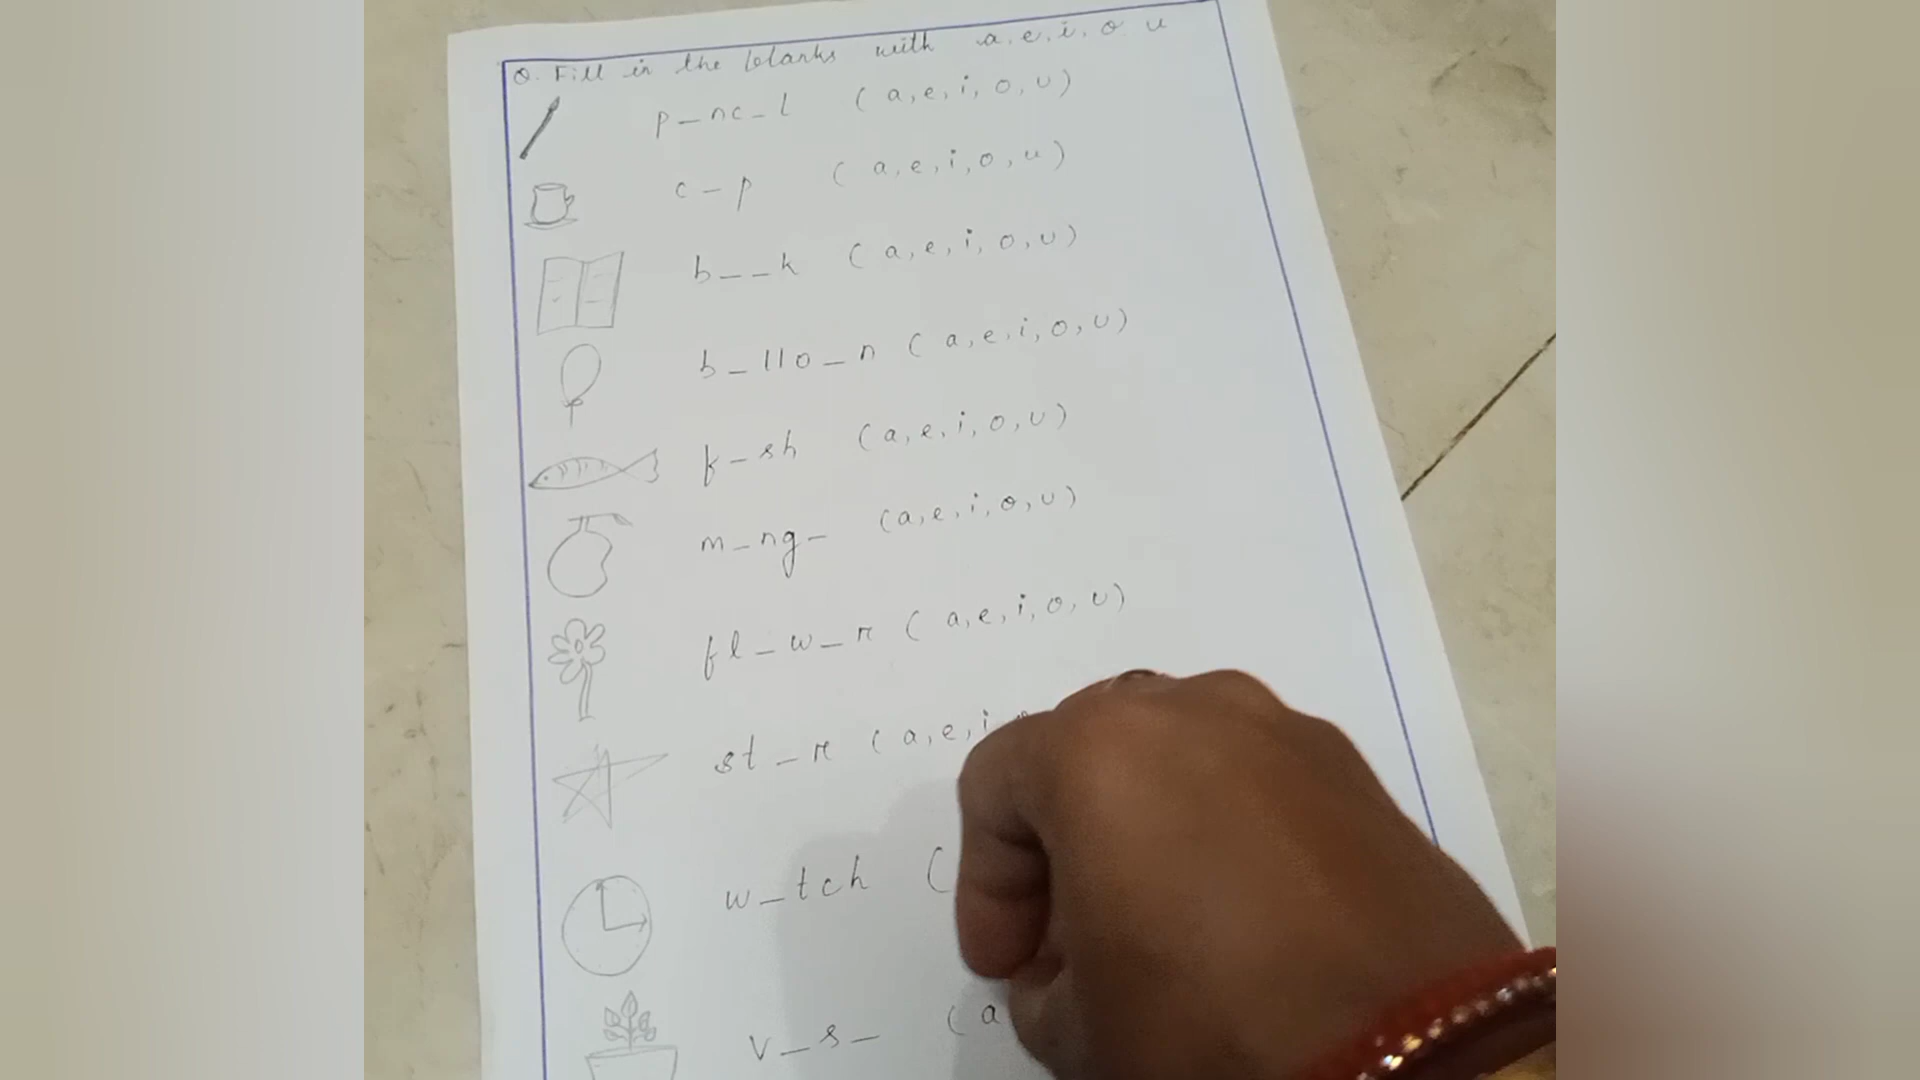 Q. Fill in the blanks with a, e, i, o u
p_nc_l (a, e, i, o, u)
c_p (a, e, i, o, u)
b__k (a, e, i, o, u)
b_llo_n (a, e, i, o, u)
f_sh (a, e, i, o, u)
m_ng_ (a, e, i, o, u)
fl_w_r (a, e, i, o, u)
st_r (a, e, i
w_tch (
v_s_ (a